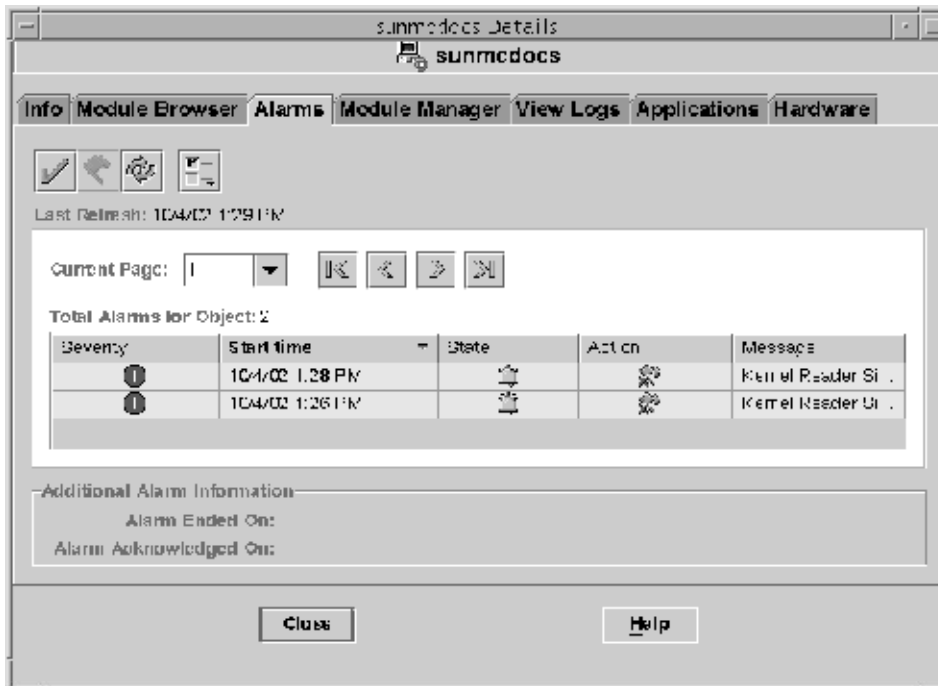 sunmcdocs Details
sunmcdocs
Info Module Browser Alarms Module Manager View Logs Applications Hardware
Last Refresh: 10/4/02 1:29 PM
Current Page: 1
Total Alarms for Object: 2
Severity Start time State Action Message
10/4/02 1:28 PM Kernel Reader Si...
10/4/02 1:26 PM Kernel Reader Si...
Additional Alarm Information
Alarm Ended On:
Alarm Acknowledged On:
Close Help